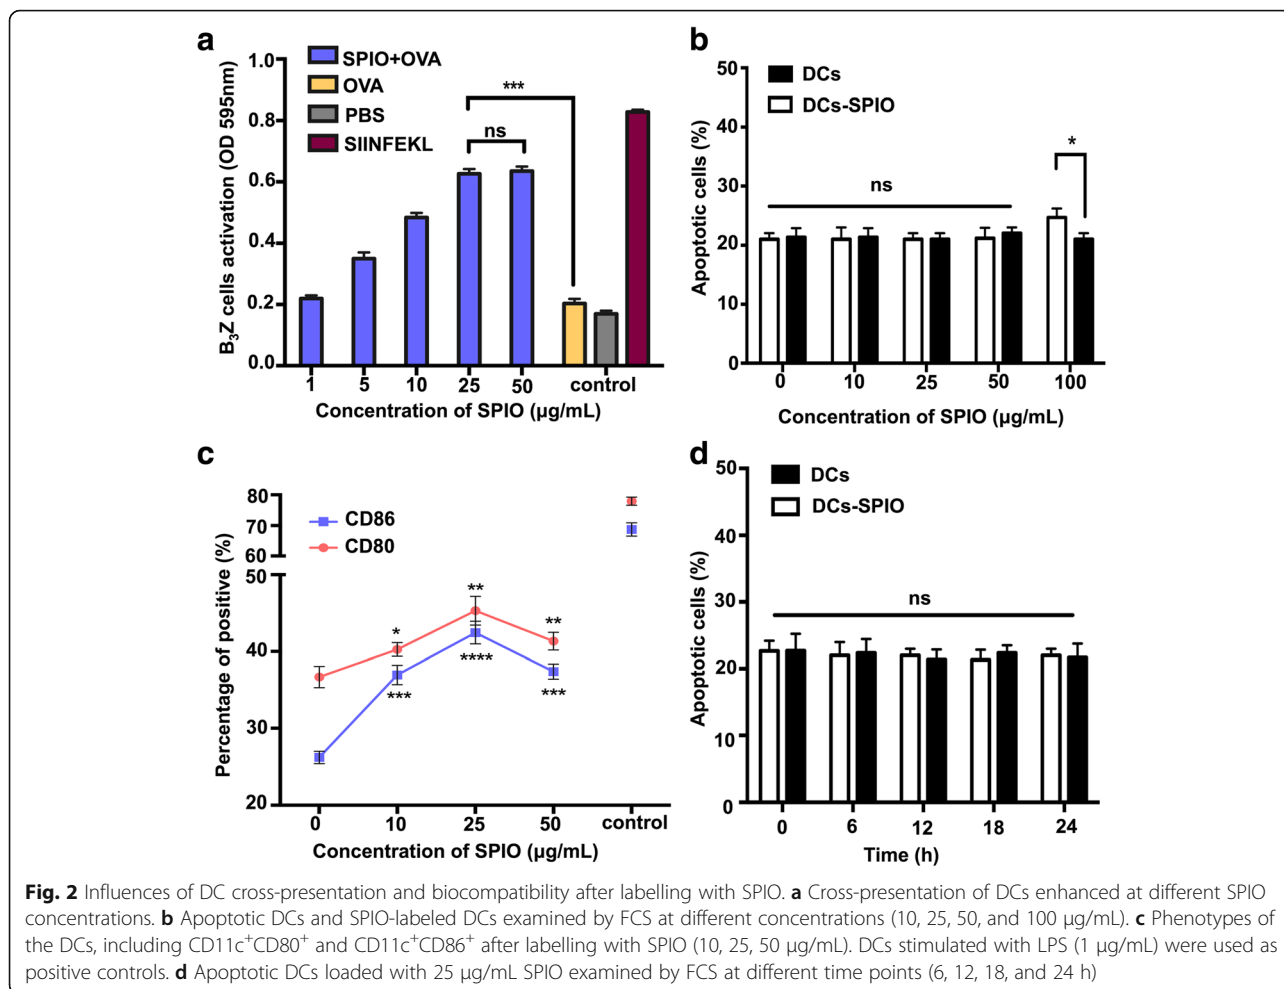 a
B₃Z cells activation (OD 595nm)
1.0
0.8
0.6
0.4
0.2
0.0
SPIO+OVA
OVA
PBS
SIINFEKL
***
ns
1 5 10 25 50 control
Concentration of SPIO (µg/mL)
b
Apoptotic cells (%)
50
40
30
20
10
0
DCs
DCs-SPIO
ns
*
0 10 25 50 100
Concentration of SPIO (µg/mL)
c
Percentage of positive (%)
80
70
60
50
40
30
20
CD86
CD80
* ** **
*** **** ***
0 10 25 50 control
Concentration of SPIO (µg/mL)
d
Apoptotic cells (%)
50
40
30
20
10
0
DCs
DCs-SPIO
ns
0 6 12 18 24
Time (h)
Fig. 2 Influences of DC cross-presentation and biocompatibility after labelling with SPIO. a Cross-presentation of DCs enhanced at different SPIO
concentrations. b Apoptotic DCs and SPIO-labeled DCs examined by FCS at different concentrations (10, 25, 50, and 100 µg/mL). c Phenotypes of
the DCs, including CD11c⁺CD80⁺ and CD11c⁺CD86⁺ after labelling with SPIO (10, 25, 50 µg/mL). DCs stimulated with LPS (1 µg/mL) were used as
positive controls. d Apoptotic DCs loaded with 25 µg/mL SPIO examined by FCS at different time points (6, 12, 18, and 24 h)